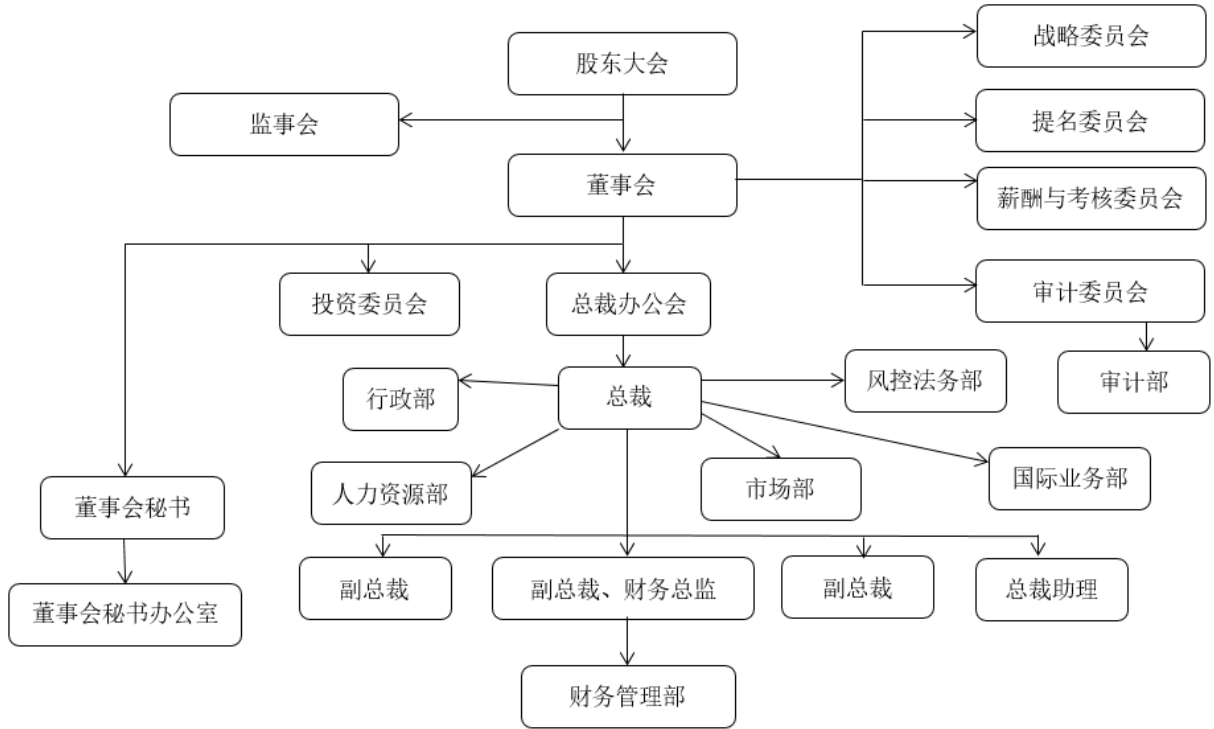 股东大会
战略委员会
监事会
提名委员会
董事会
薪酬与考核委员会
投资委员会
总裁办公会
审计委员会
行政部
总裁
风控法务部
审计部
人力资源部
市场部
国际业务部
董事会秘书
副总裁
副总裁、财务总监
副总裁
总裁助理
董事会秘书办公室
财务管理部